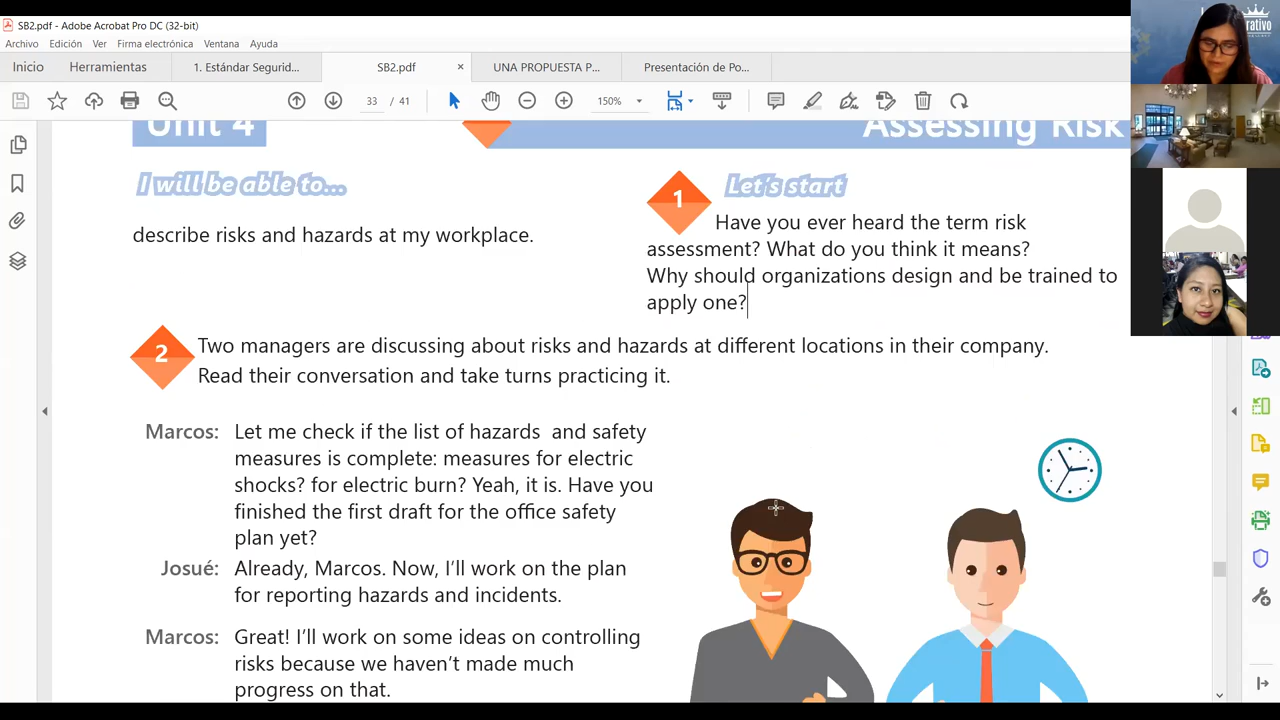 SB2.pdf - Adobe Acrobat Pro DC (32-bit)
Archivo Edición Ver Firma electrónica Ventana Ayuda
Inicio Herramientas 1. Estándar Segurid... SB2.pdf × UNA PROPUESTA P... Presentación de Po...
33 / 41 150%
Unit 4 Assessing Risk
I will be able to...
describe risks and hazards at my workplace.
1 Let's start
Have you ever heard the term risk
assessment? What do you think it means?
Why should organizations design and be trained to
apply one?
2 Two managers are discussing about risks and hazards at different locations in their company.
Read their conversation and take turns practicing it.
Marcos: Let me check if the list of hazards and safety
measures is complete: measures for electric
shocks? for electric burn? Yeah, it is. Have you
finished the first draft for the office safety
plan yet?
Josué: Already, Marcos. Now, I'll work on the plan
for reporting hazards and incidents.
Marcos: Great! I'll work on some ideas on controlling
risks because we haven't made much
progress on that.